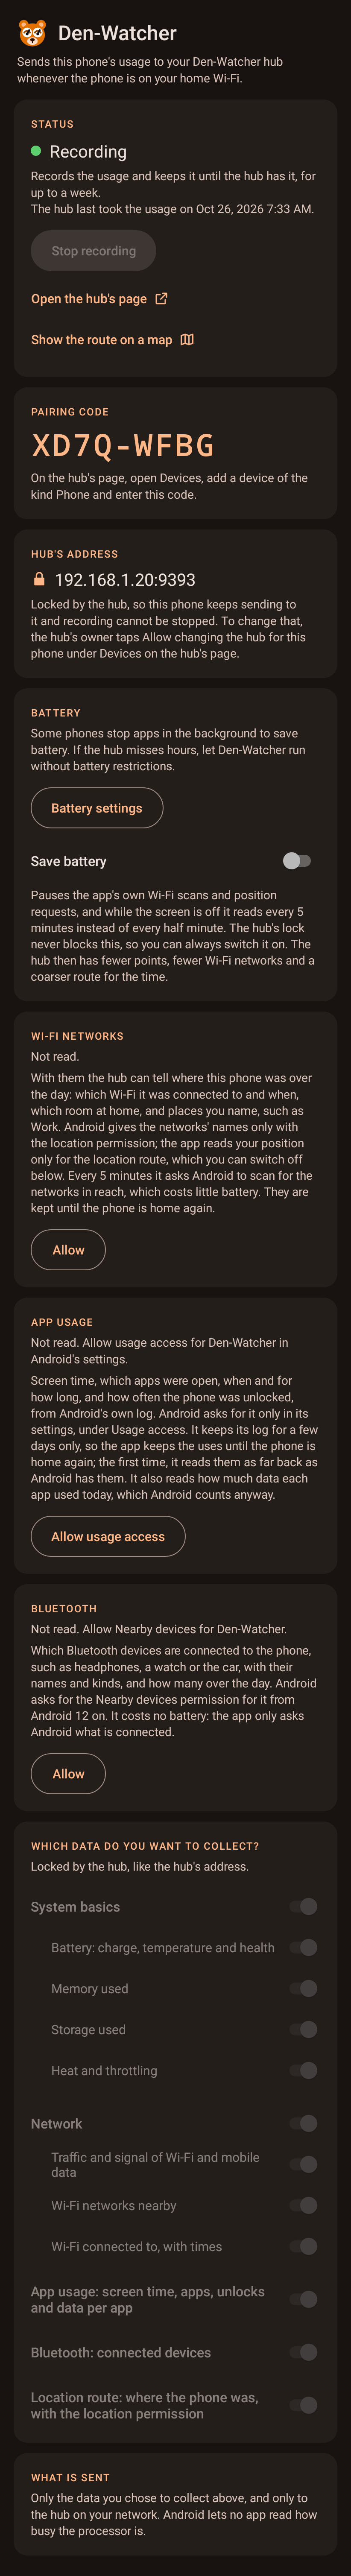 Den-Watcher
Sends this phone's usage to your Den-Watcher hub
whenever the phone is on your home Wi-Fi.
STATUS
Recording
Records the usage and keeps it until the hub has it, for
up to a week.
The hub last took the usage on Oct 26, 2026 7:33 AM.
Stop recording
Open the hub's page
Show the route on a map
PAIRING CODE
XD7Q-WFBG
On the hub's page, open Devices, add a device of the
kind Phone and enter this code.
HUB'S ADDRESS
192.168.1.20:9393
Locked by the hub, so this phone keeps sending to
it and recording cannot be stopped. To change that,
the hub's owner taps Allow changing the hub for this
phone under Devices on the hub's page.
BATTERY
Some phones stop apps in the background to save
battery. If the hub misses hours, let Den-Watcher run
without battery restrictions.
Battery settings
Save battery
Pauses the app's own Wi-Fi scans and position
requests, and while the screen is off it reads every 5
minutes instead of every half minute. The hub's lock
never blocks this, so you can always switch it on. The
hub then has fewer points, fewer Wi-Fi networks and a
coarser route for the time.
WI-FI NETWORKS
Not read.
With them the hub can tell where this phone was over
the day: which Wi-Fi it was connected to and when,
which room at home, and places you name, such as
Work. Android gives the networks' names only with
the location permission; the app reads your position
only for the location route, which you can switch off
below. Every 5 minutes it asks Android to scan for the
networks in reach, which costs little battery. They are
kept until the phone is home again.
Allow
APP USAGE
Not read. Allow usage access for Den-Watcher in
Android's settings.
Screen time, which apps were open, when and for
how long, and how often the phone was unlocked,
from Android's own log. Android asks for it only in its
settings, under Usage access. It keeps its log for a few
days only, so the app keeps the uses until the phone is
home again; the first time, it reads them as far back as
Android has them. It also reads how much data each
app used today, which Android counts anyway.
Allow usage access
BLUETOOTH
Not read. Allow Nearby devices for Den-Watcher.
Which Bluetooth devices are connected to the phone,
such as headphones, a watch or the car, with their
names and kinds, and how many over the day. Android
asks for the Nearby devices permission for it from
Android 12 on. It costs no battery: the app only asks
Android what is connected.
Allow
WHICH DATA DO YOU WANT TO COLLECT?
Locked by the hub, like the hub's address.
System basics
Battery: charge, temperature and health
Memory used
Storage used
Heat and throttling
Network
Traffic and signal of Wi-Fi and mobile
data
Wi-Fi networks nearby
Wi-Fi connected to, with times
App usage: screen time, apps, unlocks
and data per app
Bluetooth: connected devices
Location route: where the phone was,
with the location permission
WHAT IS SENT
Only the data you chose to collect above, and only to
the hub on your network. Android lets no app read how
busy the processor is.